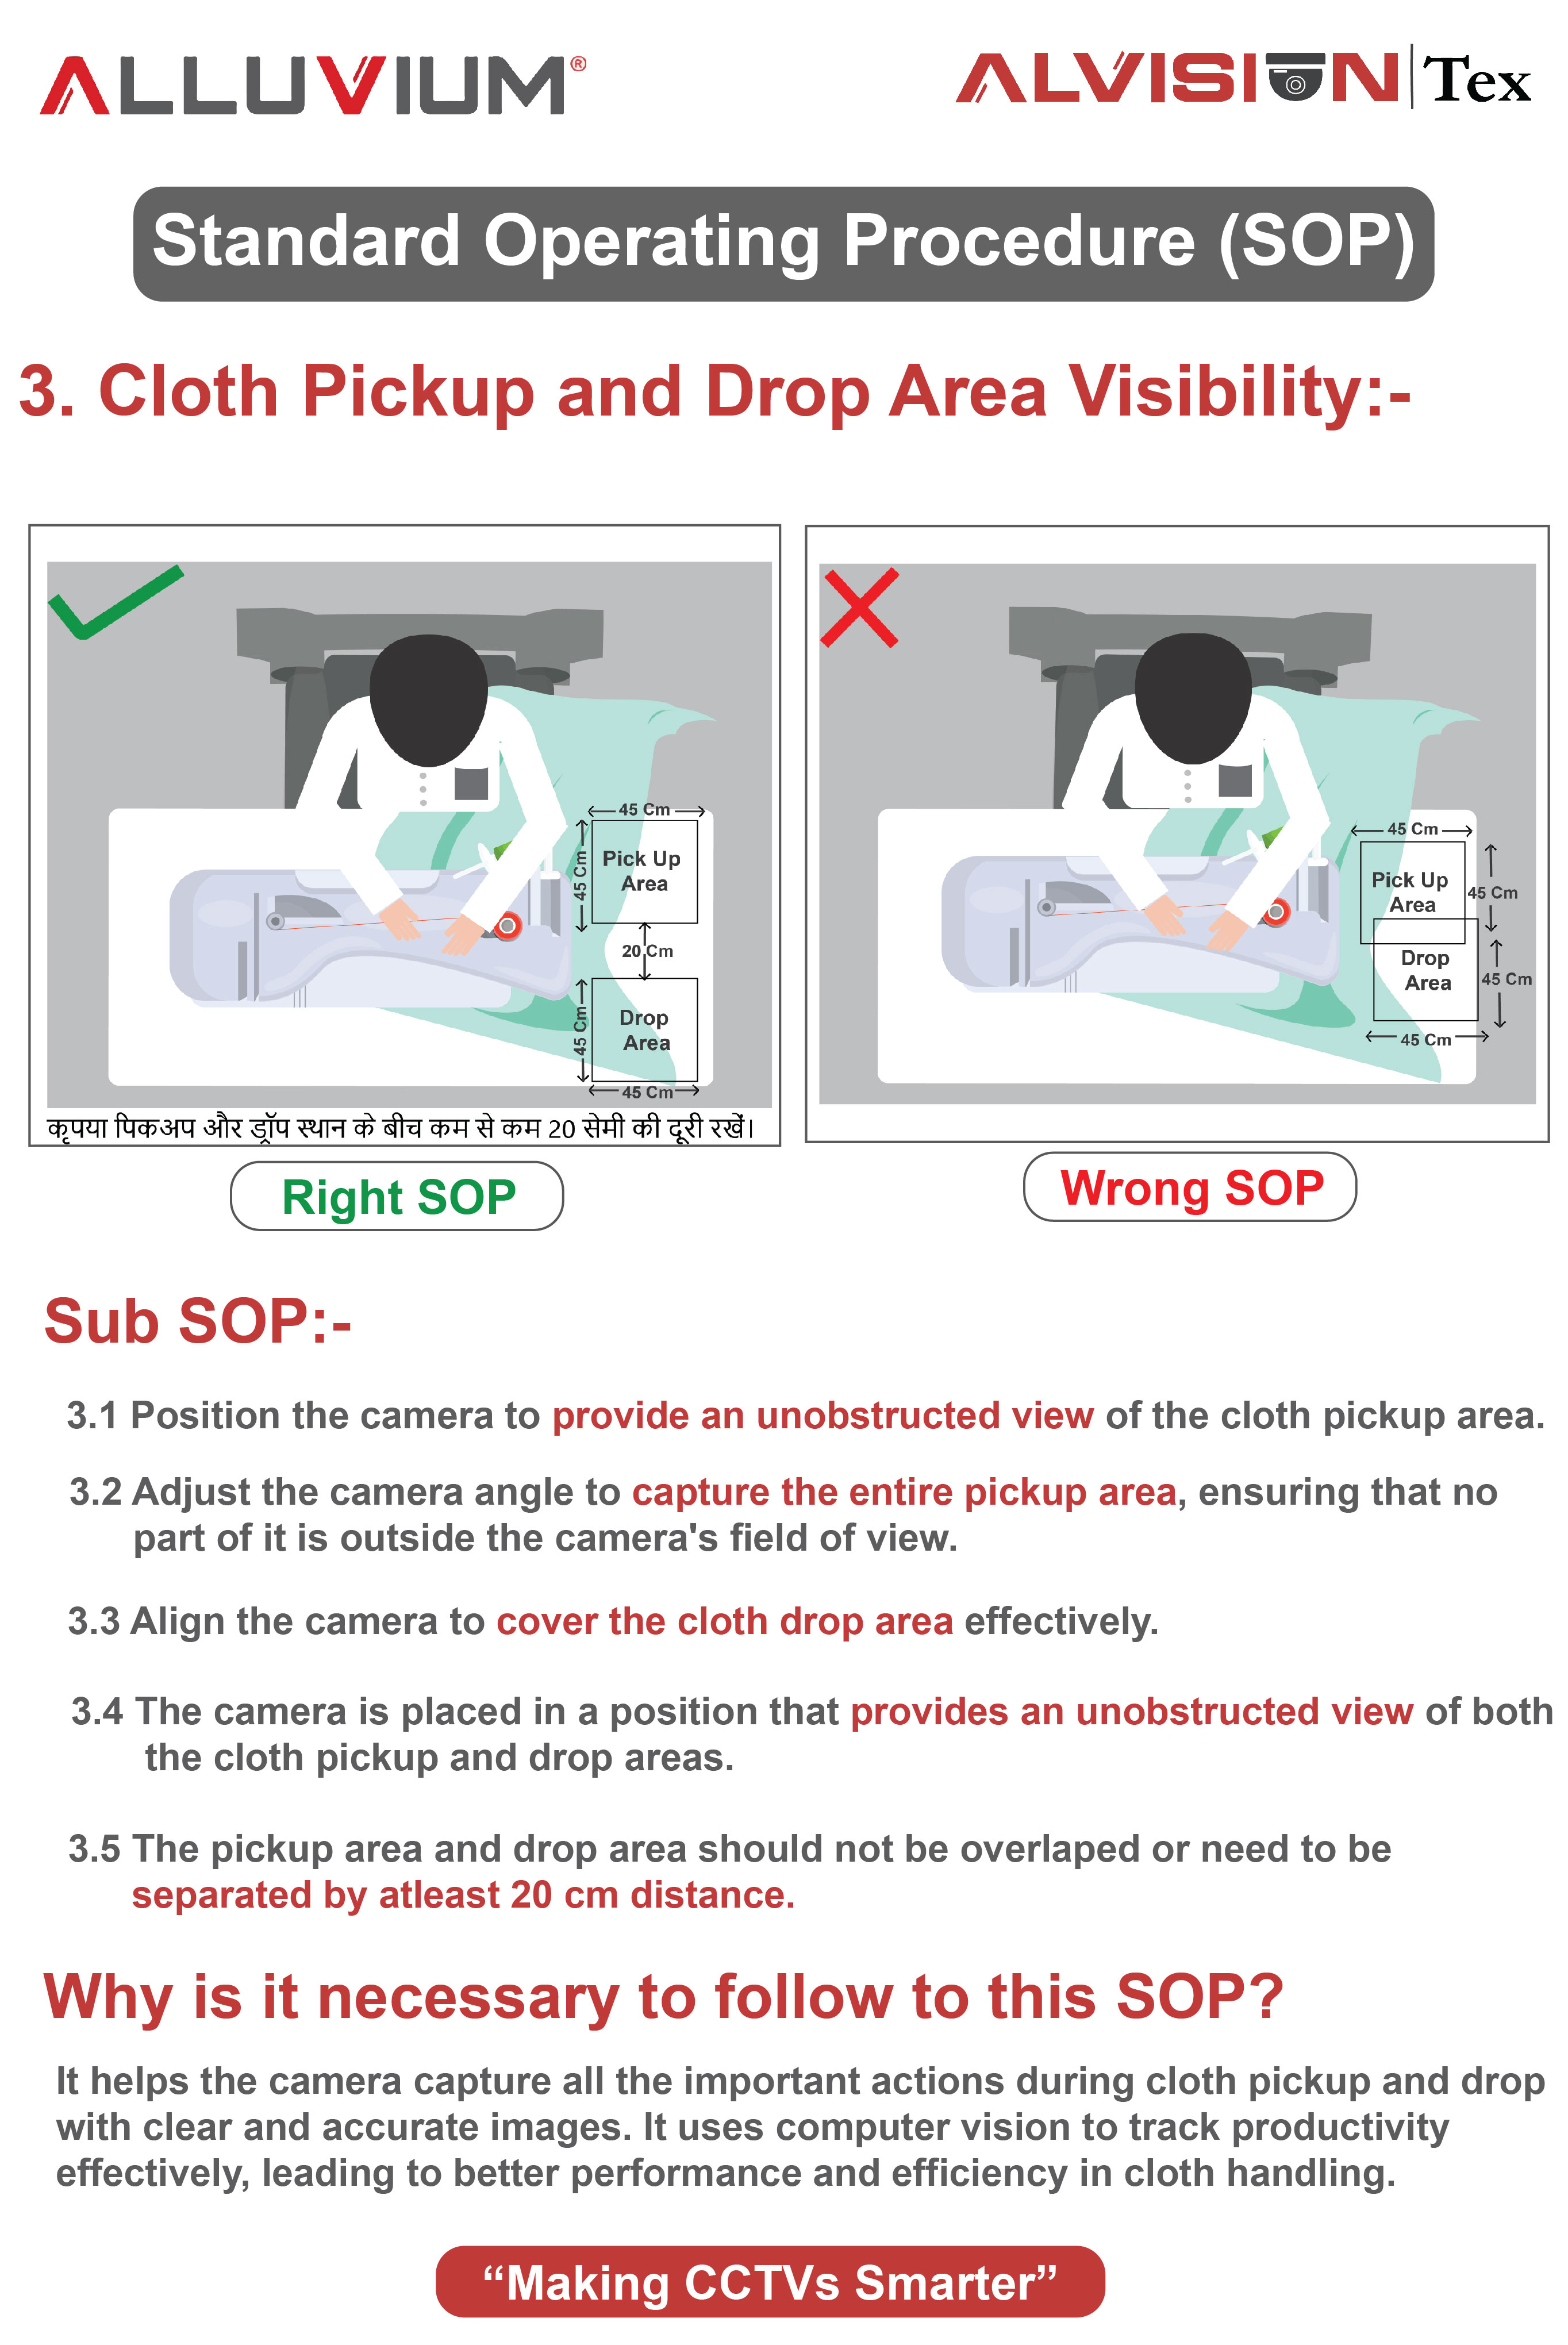 ALLUVIUM®
ALVISION | Tex
Standard Operating Procedure (SOP)
3. Cloth Pickup and Drop Area Visibility:-
45 Cm
45 Cm
Pick Up
Area
20 Cm
45 Cm
Drop
Area
45 Cm
कृपया पिकअप और ड्रॉप स्थान के बीच कम से कम 20 सेमी की दूरी रखें।
Right SOP
45 Cm
Pick Up
Area
45 Cm
Drop
Area
45 Cm
45 Cm
Wrong SOP
Sub SOP:-
3.1 Position the camera to provide an unobstructed view of the cloth pickup area.
3.2 Adjust the camera angle to capture the entire pickup area, ensuring that no
part of it is outside the camera's field of view.
3.3 Align the camera to cover the cloth drop area effectively.
3.4 The camera is placed in a position that provides an unobstructed view of both
the cloth pickup and drop areas.
3.5 The pickup area and drop area should not be overlaped or need to be
separated by atleast 20 cm distance.
Why is it necessary to follow to this SOP?
It helps the camera capture all the important actions during cloth pickup and drop
with clear and accurate images. It uses computer vision to track productivity
effectively, leading to better performance and efficiency in cloth handling.
“Making CCTVs Smarter”